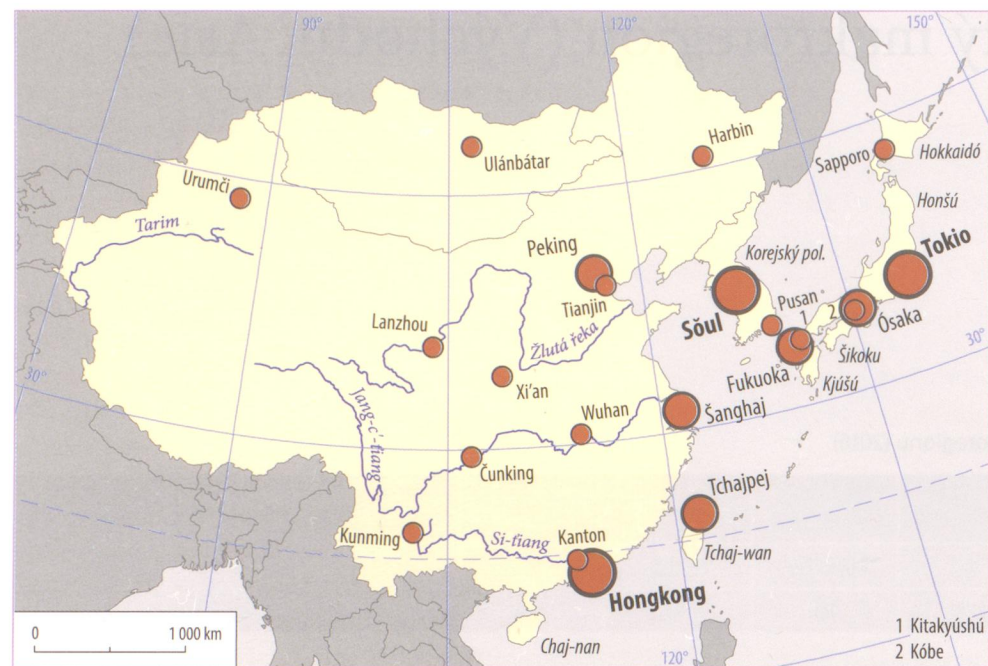 90°
120°
150°
Ulánbátar
Harbin
Sapporo
Hokkaidó
Urumči
Honšú
Tarim
Peking
Korejský pol.
Tokio
Tianjin
Pusan
1
2
Lanzhou
Sŏul
Ósaka
Žlutá řeka
30°
Šikoku
30°
Fukuoka
Kjúšú
Xi'an
Jang-c'-ťiang
Wuhan
Šanghaj
Čunking
Tchajpej
Kunming
Si-ťiang
Kanton
Tchaj-wan
Hongkong
0
1 000 km
1 Kitakyúshú
Chaj-nan
120°
2 Kóbe